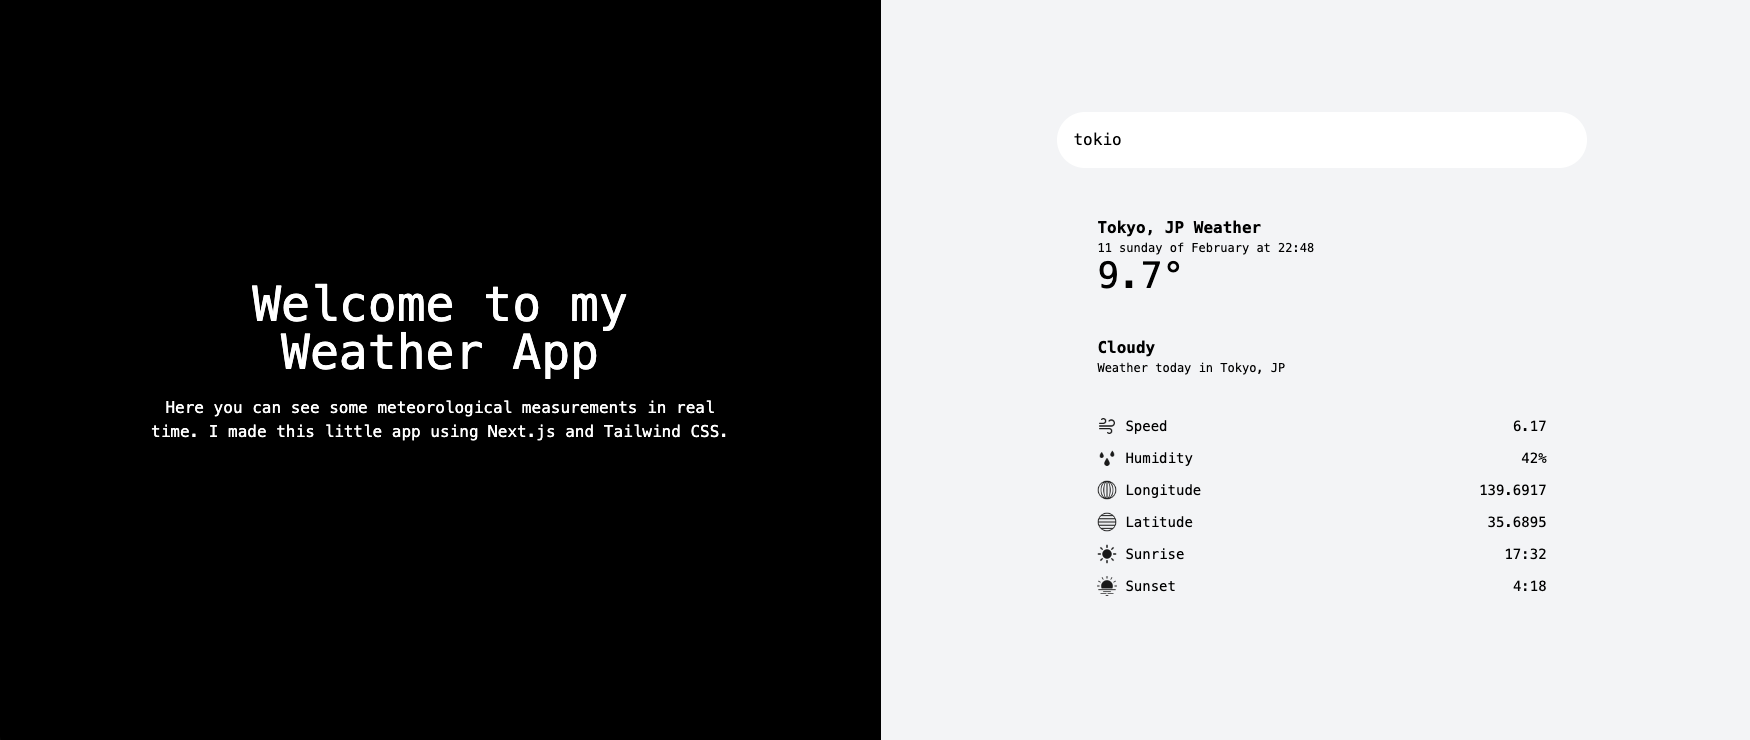 Welcome to my
Weather App
Here you can see some meteorological measurements in real
time. I made this little app using Next.js and Tailwind CSS.
tokio
Tokyo, JP Weather
11 sunday of February at 22:48
9.7°
Cloudy
Weather today in Tokyo, JP
Speed 6.17
Humidity 42%
Longitude 139.6917
Latitude 35.6895
Sunrise 17:32
Sunset 4:18